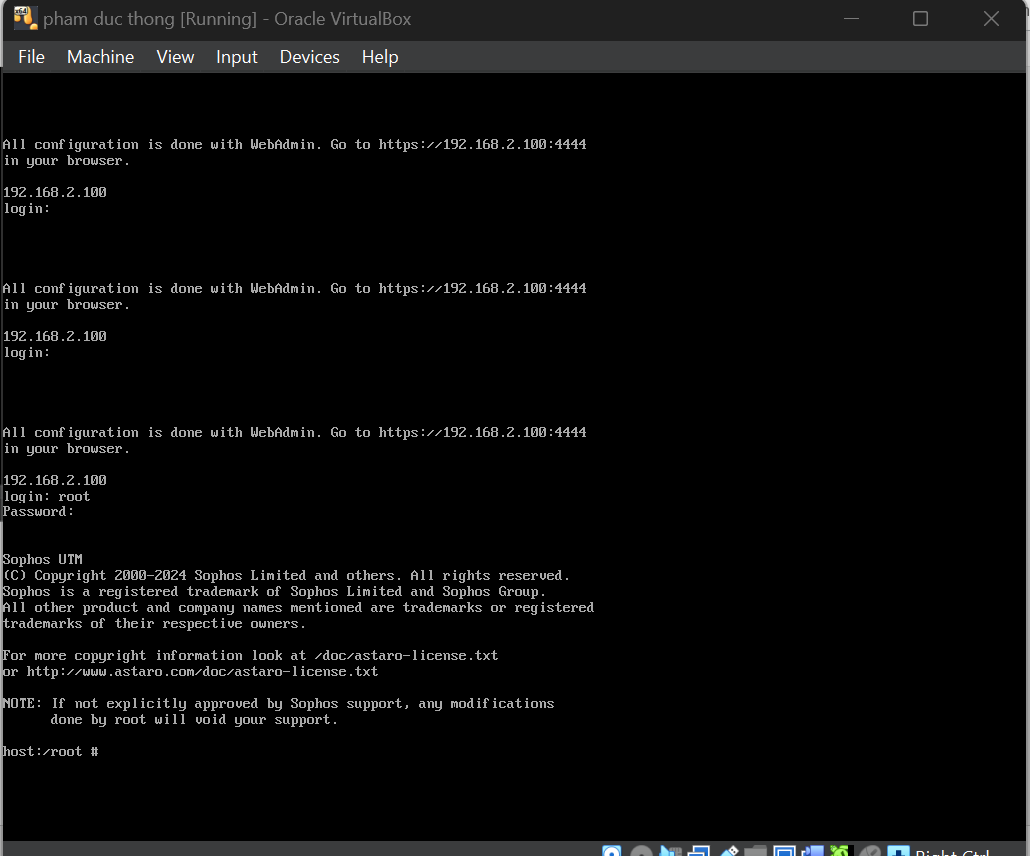 x64
pham duc thong [Running] - Oracle VirtualBox
File Machine View Input Devices Help
All configuration is done with WebAdmin. Go to https://192.168.2.100:4444
in your browser.
192.168.2.100
login:
All configuration is done with WebAdmin. Go to https://192.168.2.100:4444
in your browser.
192.168.2.100
login:
All configuration is done with WebAdmin. Go to https://192.168.2.100:4444
in your browser.
192.168.2.100
login: root
Password:
Sophos UTM
(C) Copyright 2000-2024 Sophos Limited and others. All rights reserved.
Sophos is a registered trademark of Sophos Limited and Sophos Group.
All other product and company names mentioned are trademarks or registered
trademarks of their respective owners.
For more copyright information look at /doc/astaro-license.txt
or http://www.astaro.com/doc/astaro-license.txt
NOTE: If not explicitly approved by Sophos support, any modifications
done by root will void your support.
host:/root #
Right Ctrl